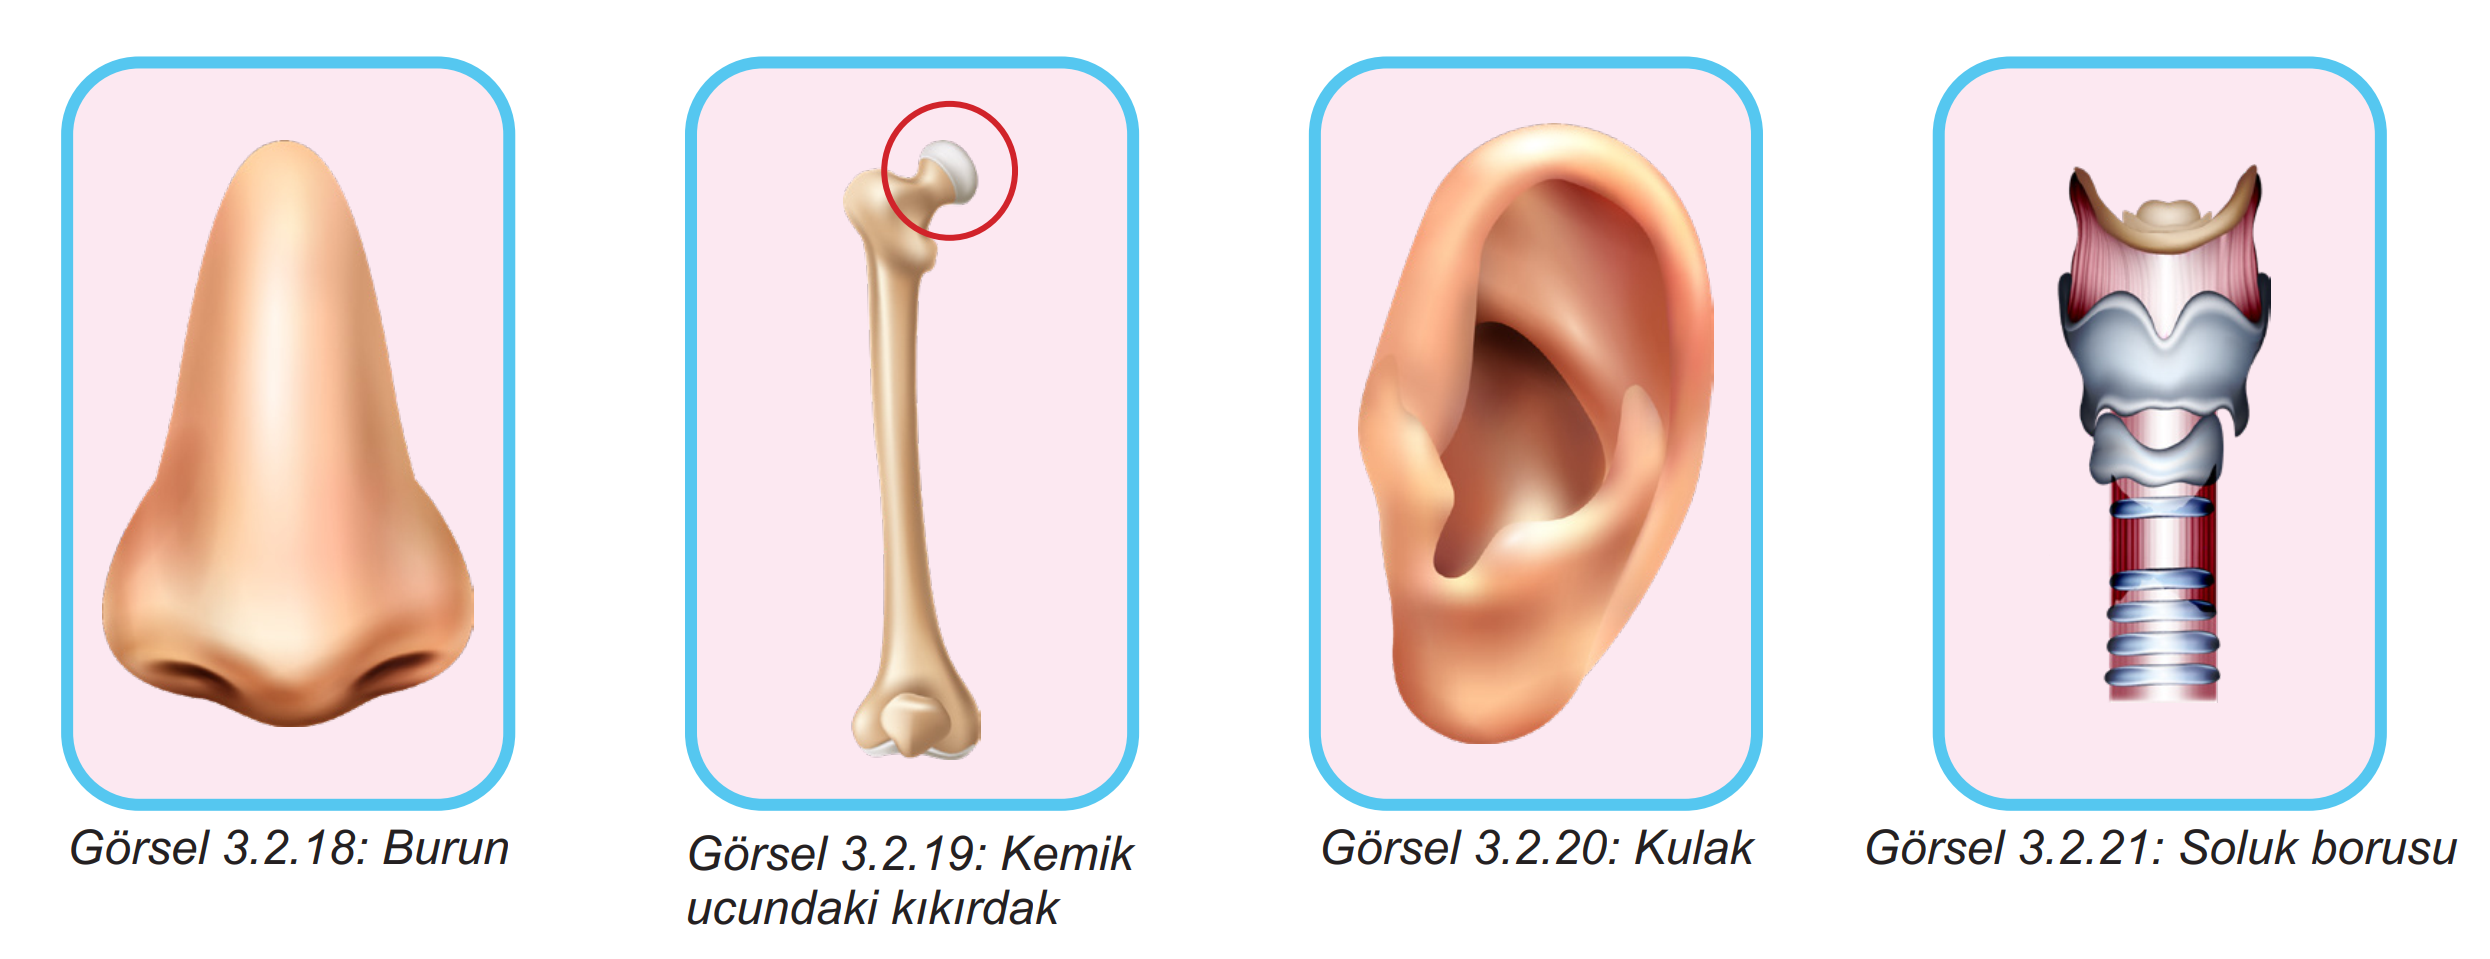 Görsel 3.2.18: Burun
Görsel 3.2.19: Kemik
ucundaki kıkırdak
Görsel 3.2.20: Kulak
Görsel 3.2.21: Soluk borusu